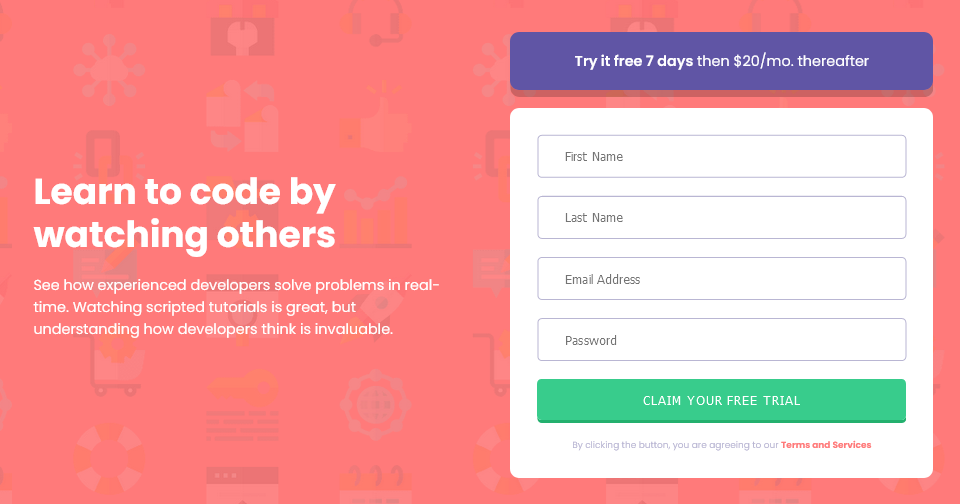 Learn to code by
watching others
See how experienced developers solve problems in real-
time. Watching scripted tutorials is great, but
understanding how developers think is invaluable.
Try it free 7 days then $20/mo. thereafter
First Name
Last Name
Email Address
Password
CLAIM YOUR FREE TRIAL
By clicking the button, you are agreeing to our Terms and Services